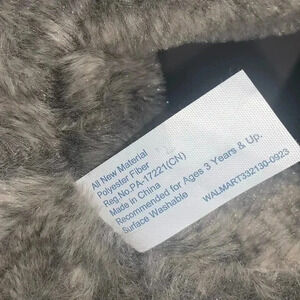 All New Material
Polyester Fiber
Reg.No.PA-17221(CN)
Made in China
Recommended for Ages 3 Years & Up.
Surface Washable
WALMART332130-0923